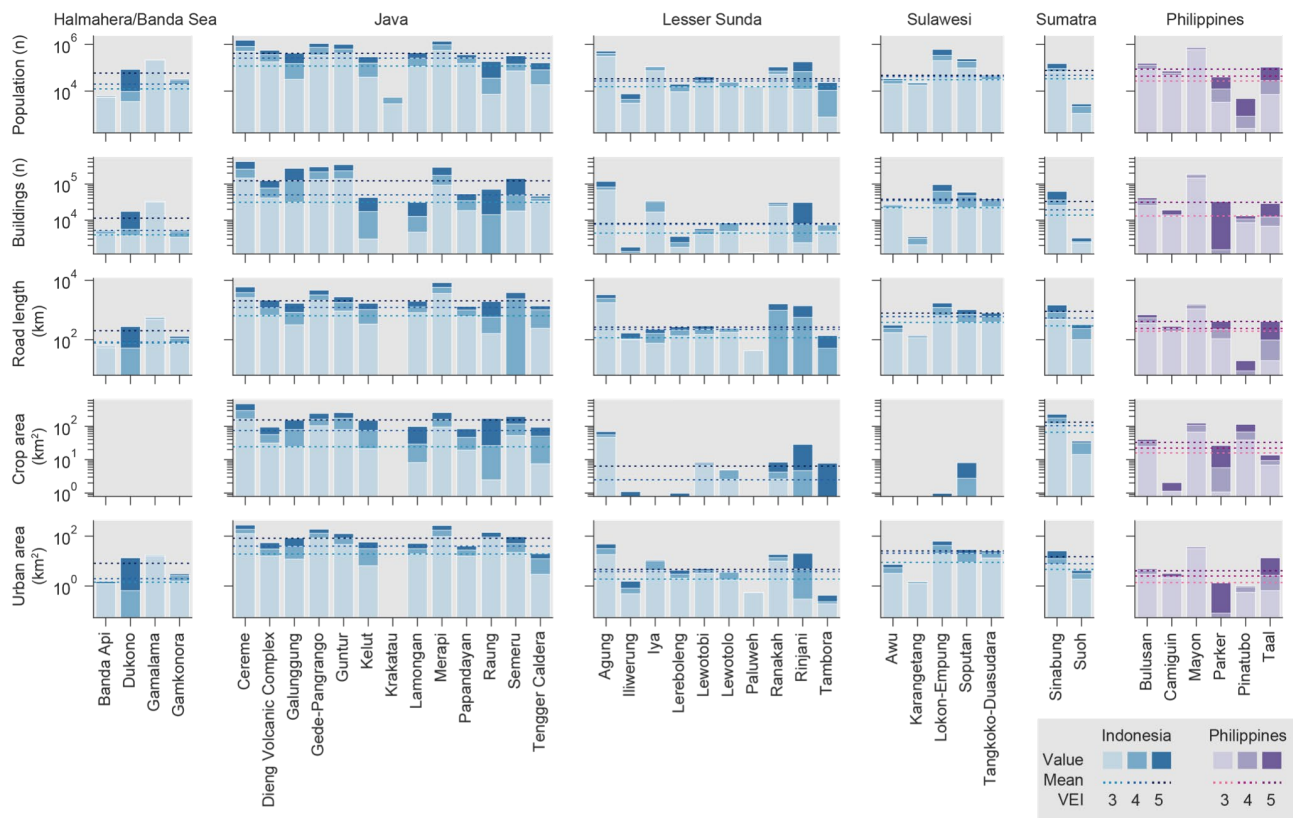 Halmahera/Banda Sea
Java
Lesser Sunda
Sulawesi
Sumatra
Philippines
Population (n)
10⁶
10⁴
Buildings (n)
10⁵
10⁴
Road length
(km)
10⁴
10²
Crop area
(km²)
10²
10¹
10⁰
Urban area
(km²)
10²
10⁰
Banda Api
Dukono
Gamalama
Gamkonora
Cereme
Dieng Volcanic Complex
Galunggung
Gede-Pangrango
Guntur
Kelut
Krakatau
Lamongan
Merapi
Papandayan
Raung
Semeru
Tengger Caldera
Agung
Iliwerung
Iya
Lereboleng
Lewotobi
Lewotolo
Paluweh
Ranakah
Rinjani
Tambora
Awu
Karangetang
Lokon-Empung
Soputan
Tangkoko-Duasudara
Sinabung
Suoh
Bulusan
Camiguin
Mayon
Parker
Pinatubo
Taal
Indonesia Philippines
Value
Mean
VEI 3 4 5 3 4 5